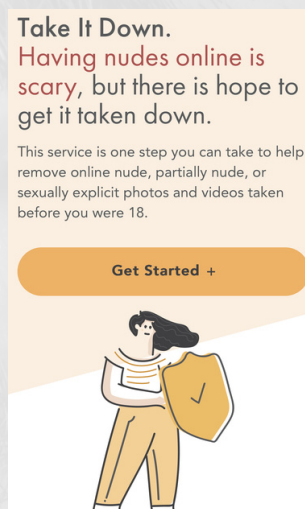 Take It Down.
Having nudes online is
scary, but there is hope to
get it taken down.
This service is one step you can take to help
remove online nude, partially nude, or
sexually explicit photos and videos taken
before you were 18.
Get Started +